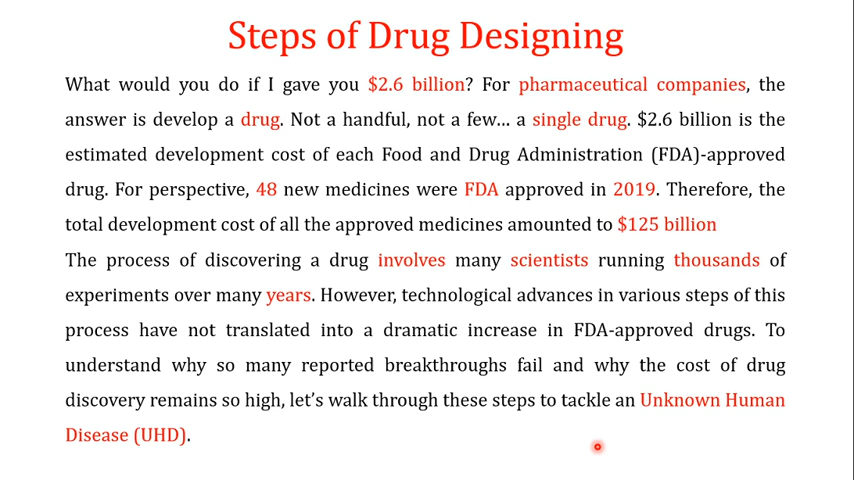 Steps of Drug Designing
What would you do if I gave you $2.6 billion? For pharmaceutical companies, the
answer is develop a drug. Not a handful, not a few... a single drug. $2.6 billion is the
estimated development cost of each Food and Drug Administration (FDA)-approved
drug. For perspective, 48 new medicines were FDA approved in 2019. Therefore, the
total development cost of all the approved medicines amounted to $125 billion
The process of discovering a drug involves many scientists running thousands of
experiments over many years. However, technological advances in various steps of this
process have not translated into a dramatic increase in FDA-approved drugs. To
understand why so many reported breakthroughs fail and why the cost of drug
discovery remains so high, let’s walk through these steps to tackle an Unknown Human
Disease (UHD).